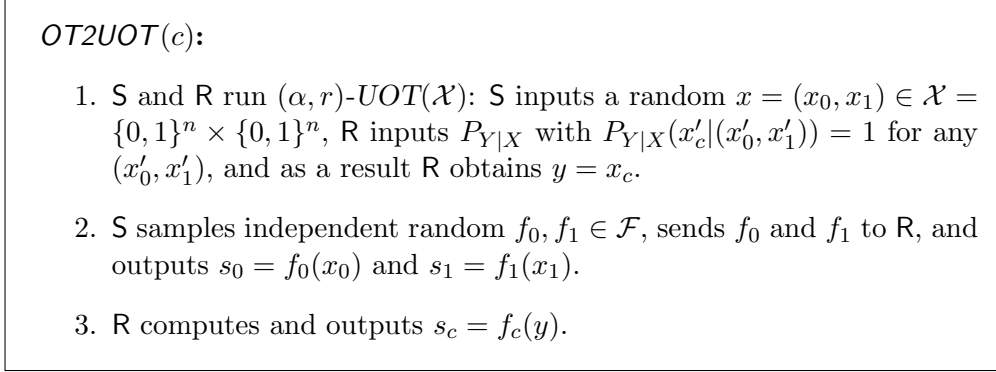 OT2UOT(c):
1. S and R run (α, r)-UOT(𝒳): S inputs a random x = (x₀, x₁) ∈ 𝒳 =
{0, 1}ⁿ × {0, 1}ⁿ, R inputs P_{Y|X} with P_{Y|X}(x′_c|(x′₀, x′₁)) = 1 for any
(x′₀, x′₁), and as a result R obtains y = x_c.
2. S samples independent random f₀, f₁ ∈ ℱ, sends f₀ and f₁ to R, and
outputs s₀ = f₀(x₀) and s₁ = f₁(x₁).
3. R computes and outputs s_c = f_c(y).